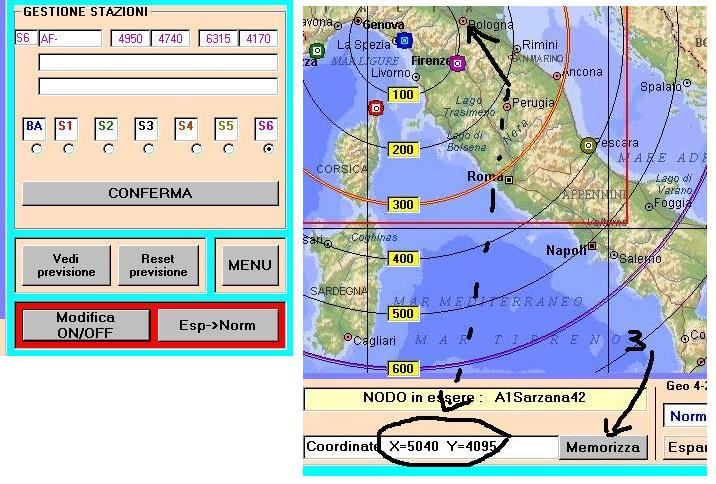 GESTIONE STAZIONI
S6 AF- 4950 4740 6315 4170
BA S1 S2 S3 S4 S5 S6
CONFERMA
Vedi previsione
Reset previsione
MENU
Modifica ON/OFF
Esp->Norm
Genova
Bologna
La Spezia
Rimini
MAR LIGURE
Firenze
SAN MARINO
Livorno
Ancona
100
Spalato
Lago Trasimeno
Perugia
Nera
200
Lago di Bolsena
Pescara
MARE ADR
CORSICA
Roma
Lago di Varano
300
APPENNINI
Foggia
Volturno
Coghinas
400
Napoli
Salerno
SARDEGNA
MAR MEDITERRANEO
500
MAR TIRRENO
3
Cagliari
Co
600
Geo 4-2
NODO in essere : A1Sarzana42
Norm
Coordinate X=5040 Y=4095
Memorizza
Espan